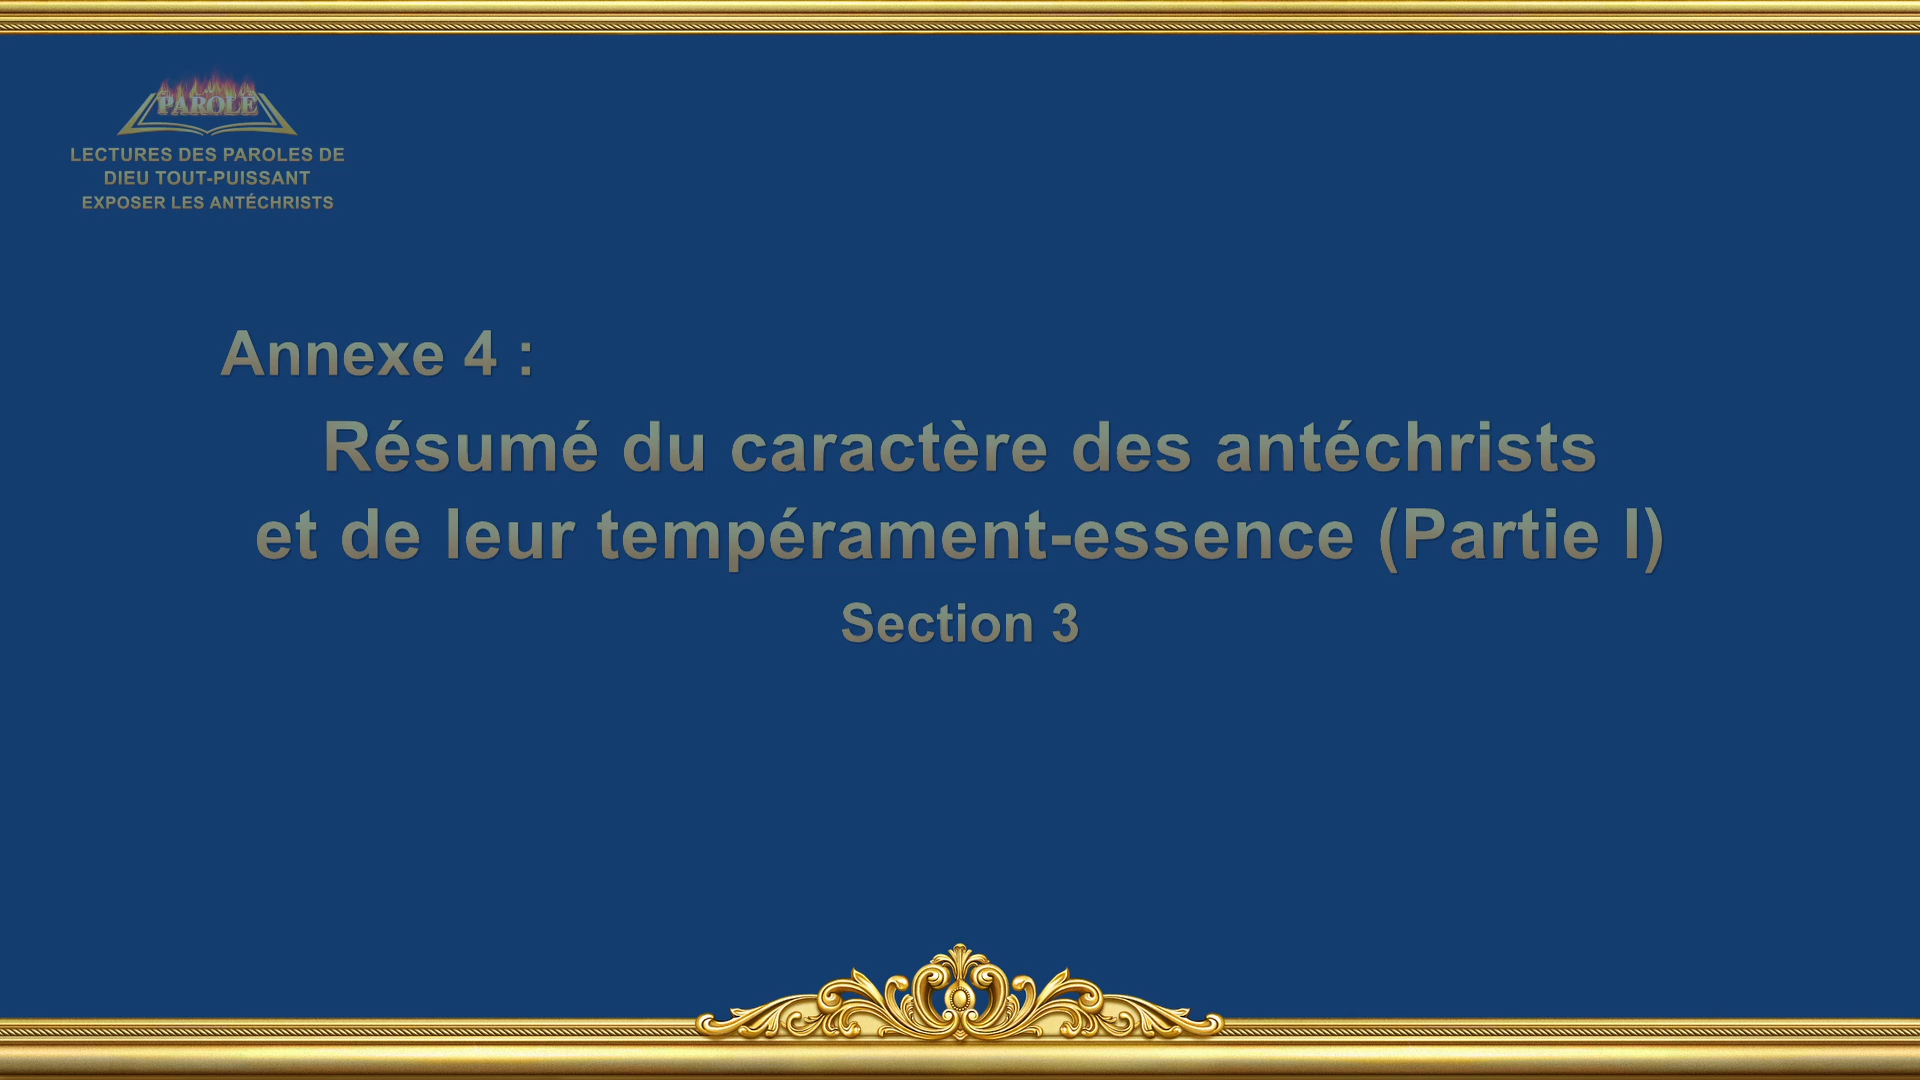 PAROLE
LECTURES DES PAROLES DE
DIEU TOUT-PUISSANT
EXPOSER LES ANTÉCHRISTS
Annexe 4 :
Résumé du caractère des antéchrists
et de leur tempérament-essence (Partie I)
Section 3